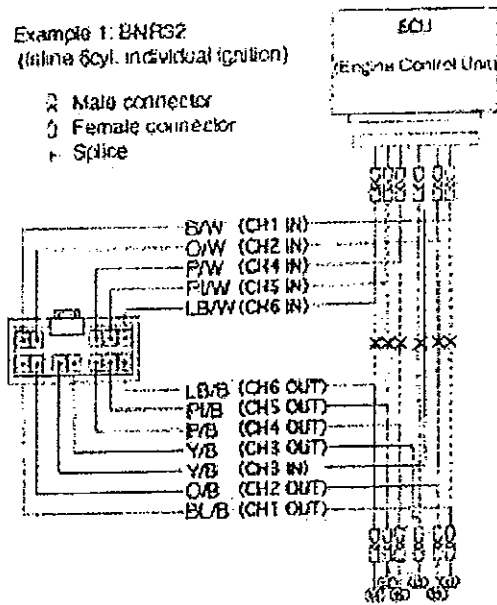 Example 1: BNR32
(Inline 6cyl. individual ignition)
Male connector
Female connector
Splice
ECU
(Engine Control Unit)
B/W (CH1 IN)
O/W (CH2 IN)
P/W (CH4 IN)
PI/W (CH5 IN)
LB/W (CH6 IN)
LB/B (CH6 OUT)
PI/B (CH5 OUT)
P/B (CH4 OUT)
Y/B (CH3 OUT)
Y/B (CH3 IN)
O/B (CH2 OUT)
BL/B (CH1 OUT)